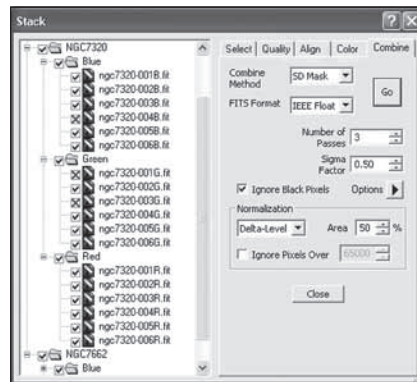 Stack
NGC7320
Blue
ngc7320-001B.fit
ngc7320-002B.fit
ngc7320-003B.fit
ngc7320-004B.fit
ngc7320-005B.fit
ngc7320-006B.fit
Green
ngc7320-001G.fit
ngc7320-002G.fit
ngc7320-003G.fit
ngc7320-004G.fit
ngc7320-005G.fit
ngc7320-006G.fit
Red
ngc7320-001R.fit
ngc7320-002R.fit
ngc7320-003R.fit
ngc7320-004R.fit
ngc7320-005R.fit
ngc7320-006R.fit
NGC7662
Blue
Select Quality Align Color Combine
Combine Method SD Mask
Go
FITS Format IEEE Float
Number of Passes 3
Sigma Factor 0.50
Ignore Black Pixels Options
Normalization
Delta-Level Area 50 %
Ignore Pixels Over 65000
Close